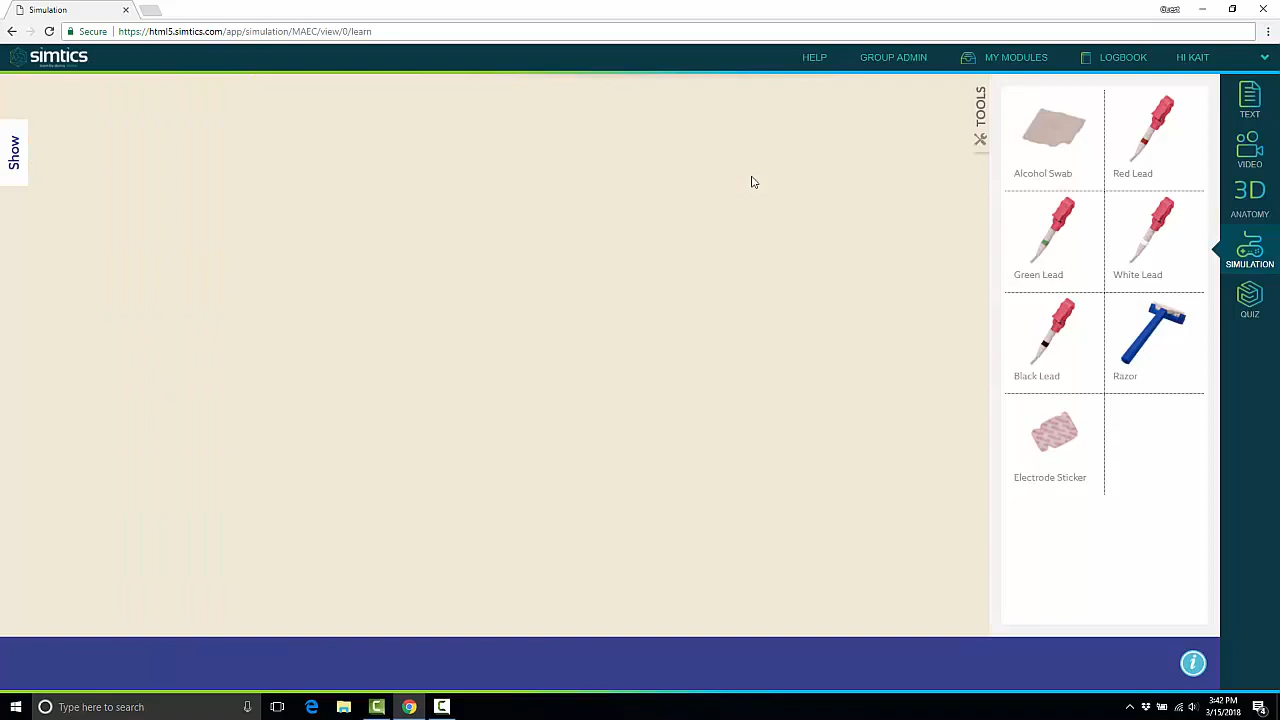 Simulation
Guest
Secure
https://html5.simtics.com/app/simulation/MAEC/view/0/learn
simtics
HELP
GROUP ADMIN
MY MODULES
LOGBOOK
HI KAIT
Show
TOOLS
Alcohol Swab
Red Lead
Green Lead
White Lead
Black Lead
Razor
Electrode Sticker
TEXT
VIDEO
3D
ANATOMY
SIMULATION
QUIZ
i
Type here to search
3:42 PM
3/15/2018